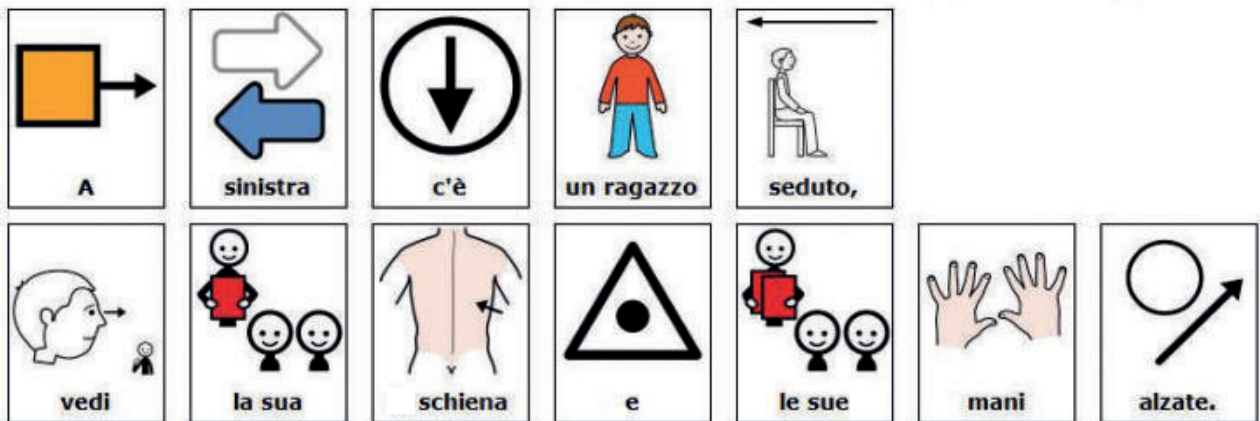 A sinistra c'è un ragazzo seduto,
vedi la sua schiena e le sue mani alzate.